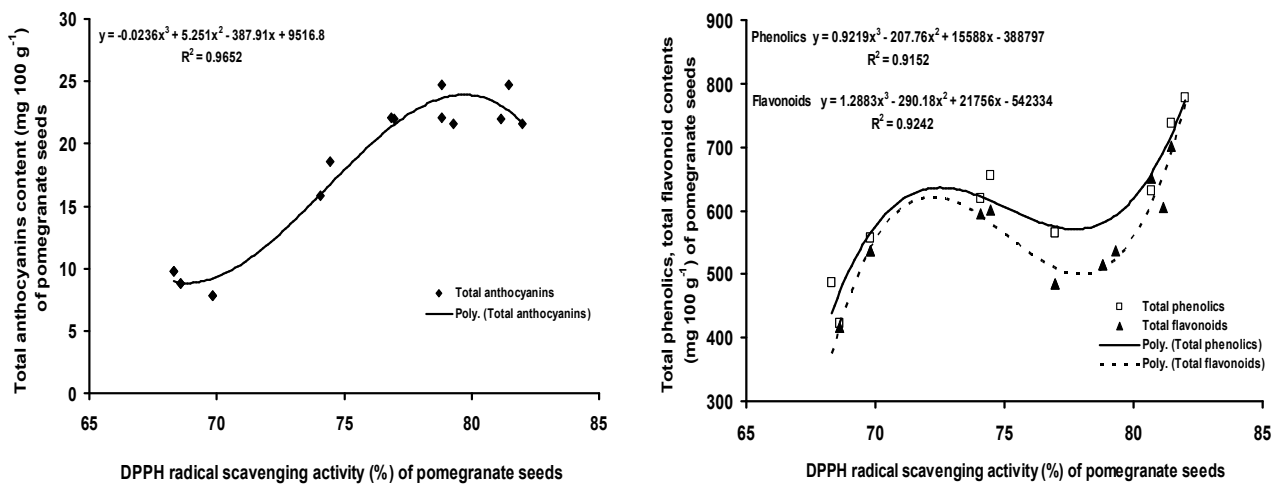 Total anthocyanins content (mg 100 g⁻¹)
of pomegranate seeds
y = -0.0236x³ + 5.251x² - 387.91x + 9516.8
R² = 0.9652
30
25
20
15
10
5
0
Total anthocyanins
Poly. (Total anthocyanins)
65
70
75
80
85
DPPH radical scavenging activity (%) of pomegranate seeds
Total phenolics, total flavonoid contents
(mg 100 g⁻¹) of pomegranate seeds
Phenolics y = 0.9219x³ - 207.76x² + 15588x - 388797
R² = 0.9152
Flavonoids y = 1.2883x³ - 290.18x² + 21756x - 542334
R² = 0.9242
900
800
700
600
500
400
300
Total phenolics
Total flavonoids
Poly. (Total phenolics)
Poly. (Total flavonoids)
65
70
75
80
85
DPPH radical scavenging activity (%) of pomegranate seeds